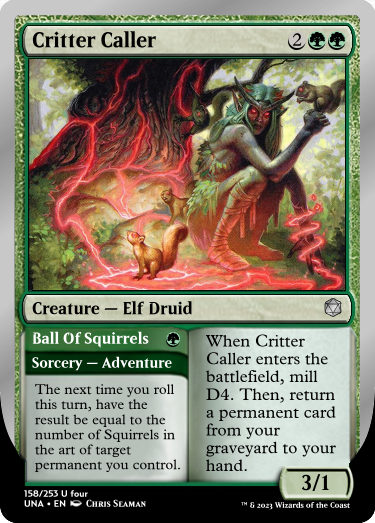 Critter Caller 2
Creature — Elf Druid
Ball Of Squirrels
Sorcery — Adventure
The next time you roll
this turn, have the
result be equal to the
number of Squirrels in
the art of target
permanent you control.
When Critter
Caller enters the
battlefield, mill
D4. Then, return
a permanent card
from your
graveyard to your
hand.
3/1
158/253 U four
UNA • EN Chris Seaman
™ & 2023 Wizards of the Coast